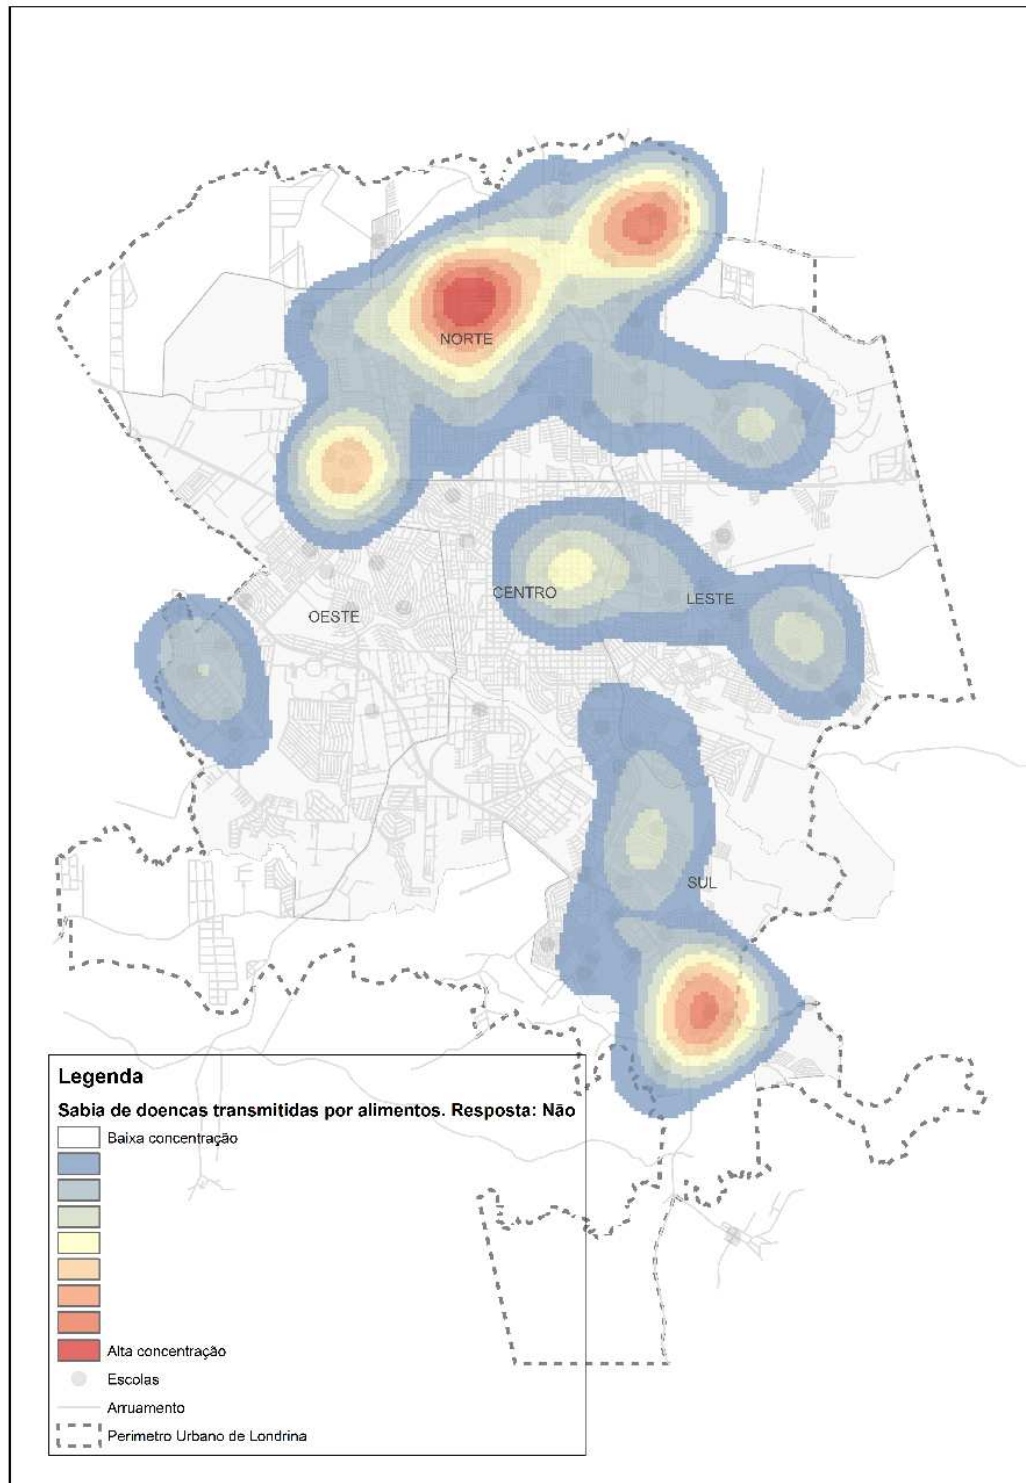 NORTE
CENTRO
LESTE
OESTE
SUL
Legenda
Sabia de doencas transmitidas por alimentos. Resposta: Não
Baixa concentração
Alta concentração
Escolas
Arruamento
Perimetro Urbano de Londrina